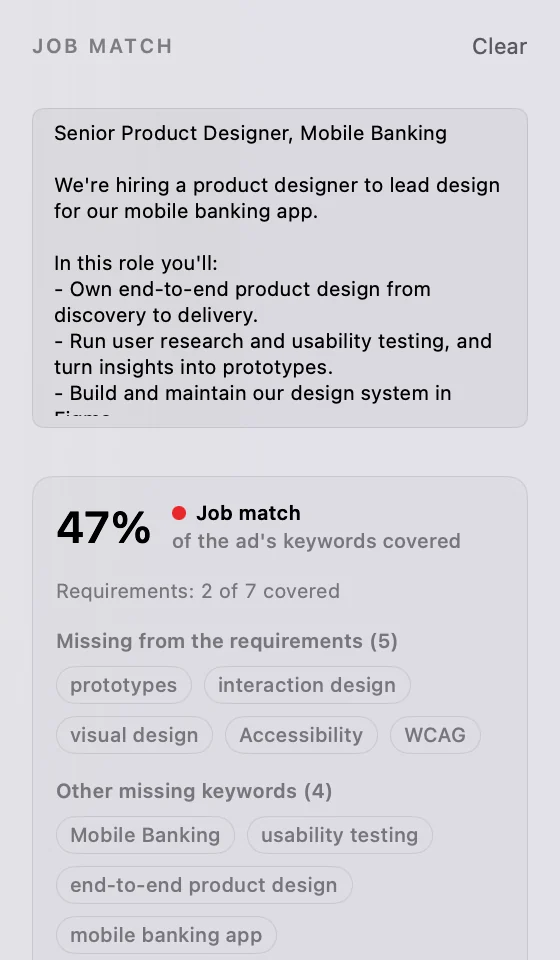 JOB MATCH
Clear
Senior Product Designer, Mobile Banking
We're hiring a product designer to lead design
for our mobile banking app.
In this role you'll:
- Own end-to-end product design from
discovery to delivery.
- Run user research and usability testing, and
turn insights into prototypes.
- Build and maintain our design system in
Figma
47%
Job match
of the ad's keywords covered
Requirements: 2 of 7 covered
Missing from the requirements (5)
prototypes
interaction design
visual design
Accessibility
WCAG
Other missing keywords (4)
Mobile Banking
usability testing
end-to-end product design
mobile banking app